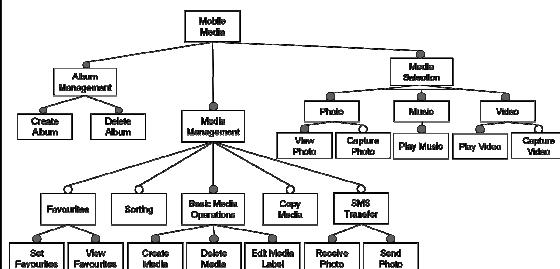 Mobile
Media
Album
Management
Media
Selection
Create
Album
Delete
Album
Media
Management
Photo
Music
Video
View
Photo
Capture
Photo
Play Music
Play Video
Capture
Video
Favourites
Sorting
Basic Media
Operations
Copy
Media
SMS
Transfer
Set
Favourites
View
Favourites
Create
Media
Delete
Media
Edit Media
Label
Receive
Photo
Send
Photo